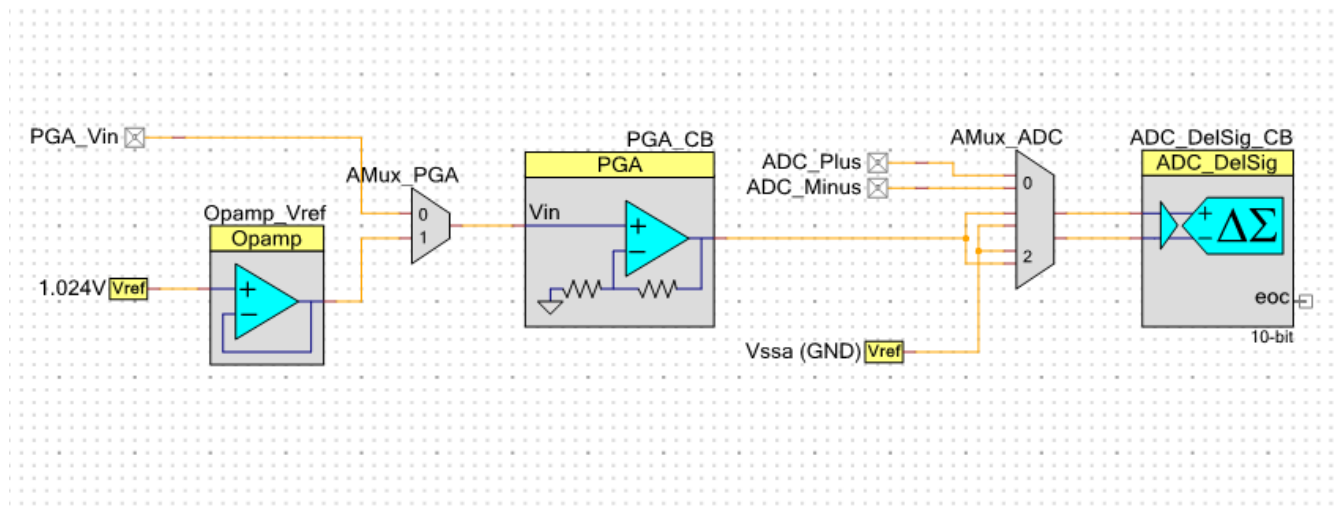 PGA_Vin
AMux_PGA
0
1
Opamp_Vref
Opamp
+
−
1.024V
Vref
PGA_CB
PGA
Vin
+
−
ADC_Plus
ADC_Minus
AMux_ADC
0
2
Vssa (GND)
Vref
ADC_DelSig_CB
ADC_DelSig
+
−
ΔΣ
eoc
10-bit